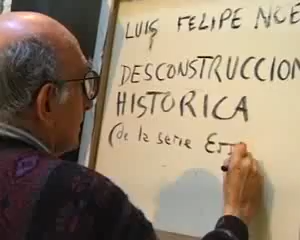 LUIS FELIPE NOE
DESCONSTRUCCION
HISTORICA
(de la serie